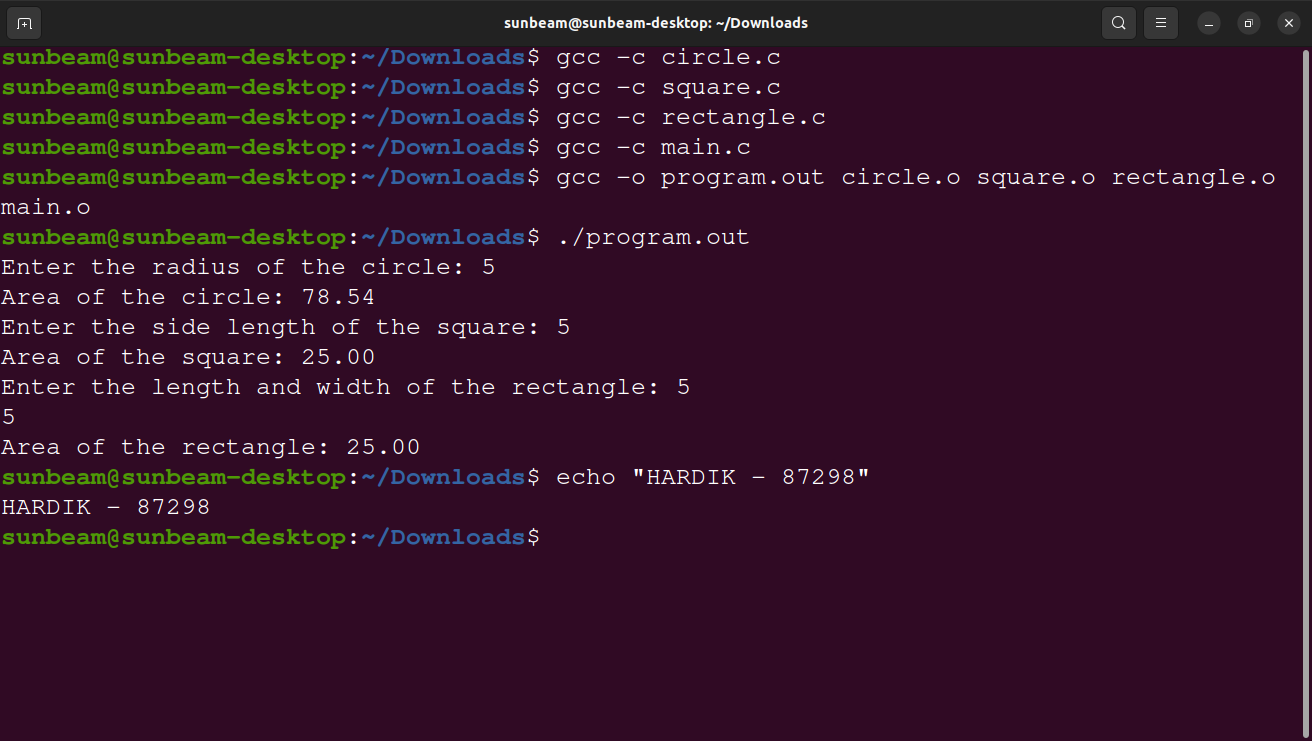 sunbeam@sunbeam-desktop: ~/Downloads
sunbeam@sunbeam-desktop:~/Downloads$ gcc -c circle.c
sunbeam@sunbeam-desktop:~/Downloads$ gcc -c square.c
sunbeam@sunbeam-desktop:~/Downloads$ gcc -c rectangle.c
sunbeam@sunbeam-desktop:~/Downloads$ gcc -c main.c
sunbeam@sunbeam-desktop:~/Downloads$ gcc -o program.out circle.o square.o rectangle.o
main.o
sunbeam@sunbeam-desktop:~/Downloads$ ./program.out
Enter the radius of the circle: 5
Area of the circle: 78.54
Enter the side length of the square: 5
Area of the square: 25.00
Enter the length and width of the rectangle: 5
5
Area of the rectangle: 25.00
sunbeam@sunbeam-desktop:~/Downloads$ echo "HARDIK - 87298"
HARDIK - 87298
sunbeam@sunbeam-desktop:~/Downloads$